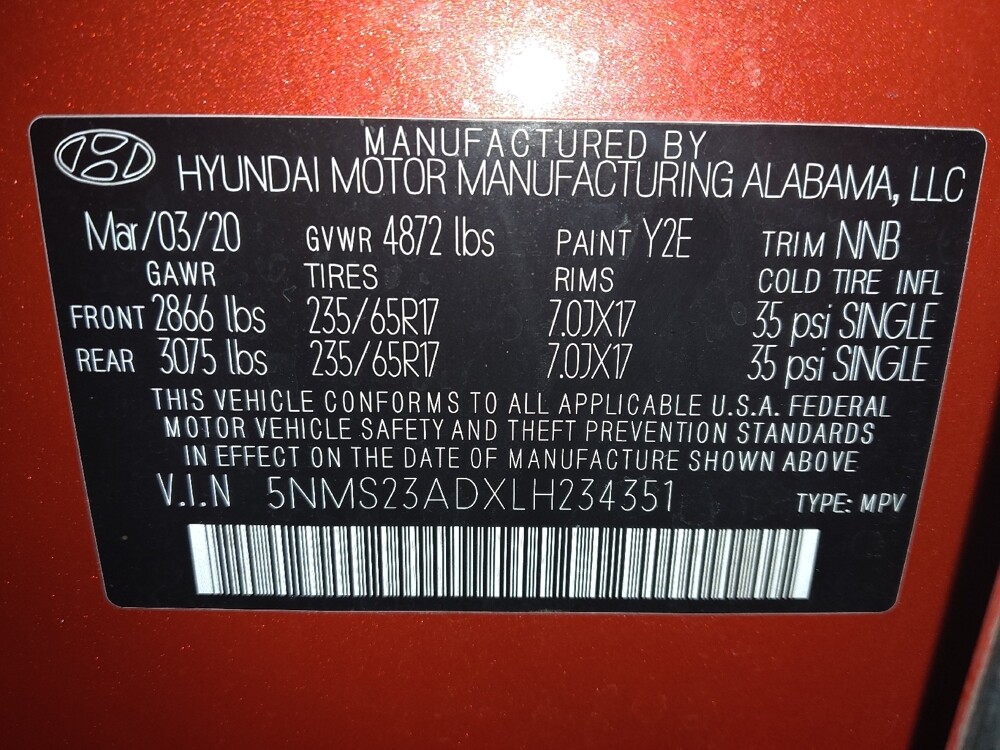 MANUFACTURED BY
HYUNDAI MOTOR MANUFACTURING ALABAMA, LLC
Mar/03/20 GVWR 4872 lbs PAINT Y2E TRIM NNB
GAWR TIRES RIMS COLD TIRE INFL
FRONT 2866 lbs 235/65R17 7.0JX17 35 psi SINGLE
REAR 3075 lbs 235/65R17 7.0JX17 35 psi SINGLE
THIS VEHICLE CONFORMS TO ALL APPLICABLE U.S.A. FEDERAL
MOTOR VEHICLE SAFETY AND THEFT PREVENTION STANDARDS
IN EFFECT ON THE DATE OF MANUFACTURE SHOWN ABOVE
V.I.N 5NMS23ADXLH234351 TYPE: MPV